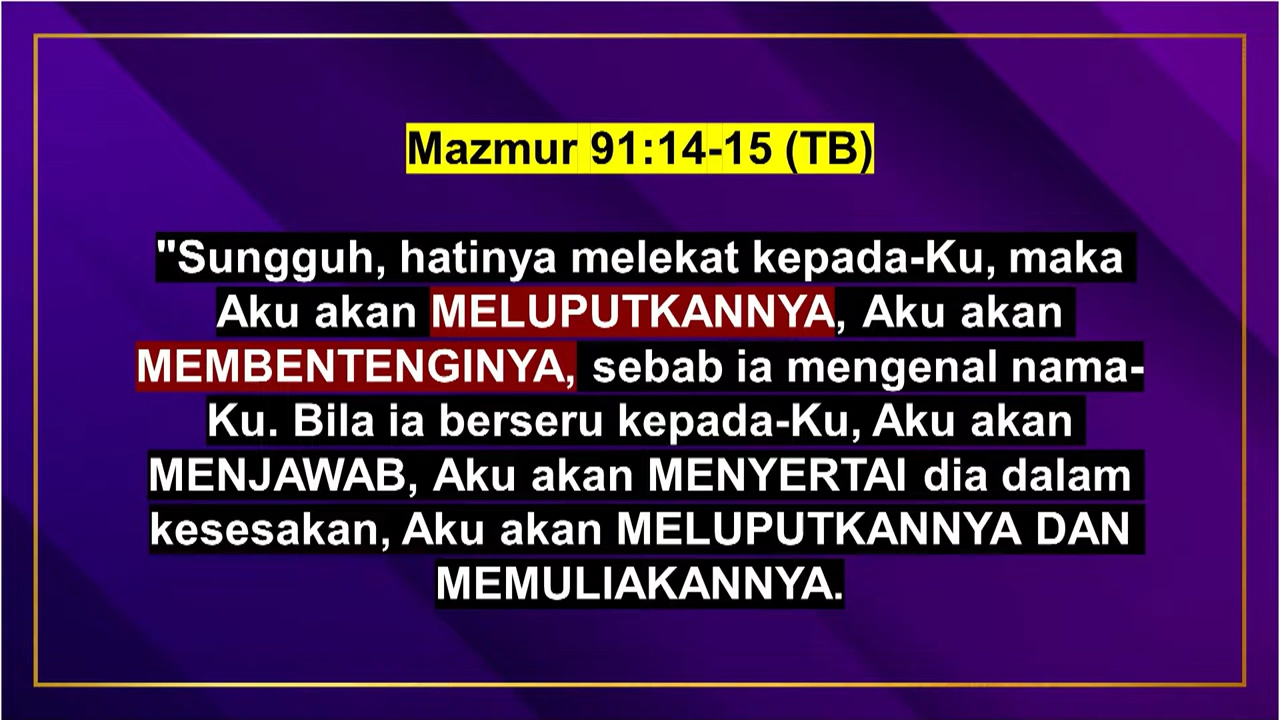 Mazmur 91:14-15 (TB)
"Sungguh, hatinya melekat kepada-Ku, maka
Aku akan MELUPUTKANNYA, Aku akan
MEMBENTENGINYA, sebab ia mengenal nama-
Ku. Bila ia berseru kepada-Ku, Aku akan
MENJAWAB, Aku akan MENYERTAI dia dalam
kesesakan, Aku akan MELUPUTKANNYA DAN
MEMULIAKANNYA.